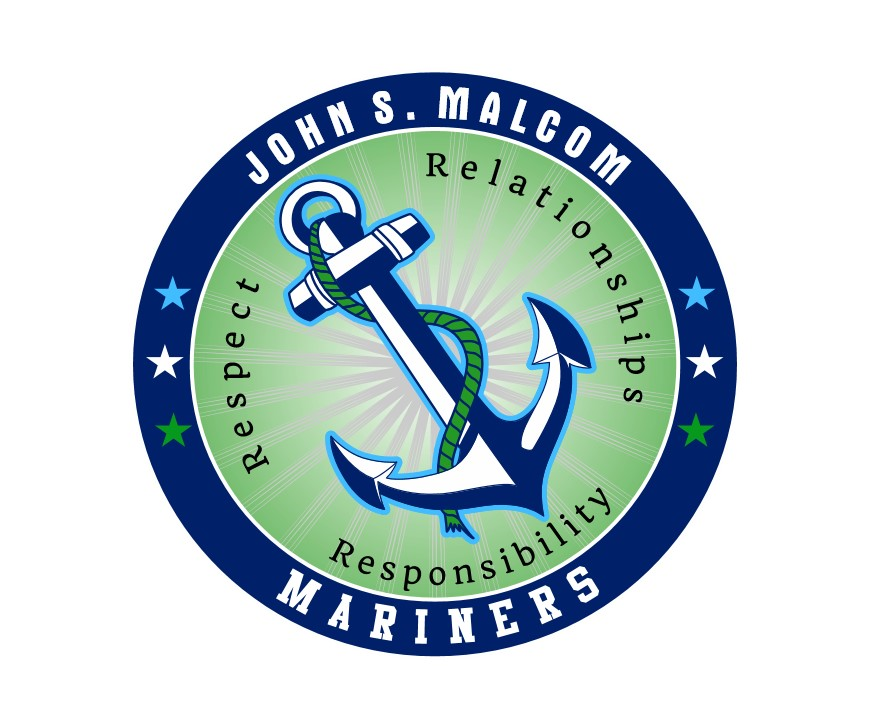 JOHN S. MALCOM
Relationships
Respect
Responsibility
MARINERS